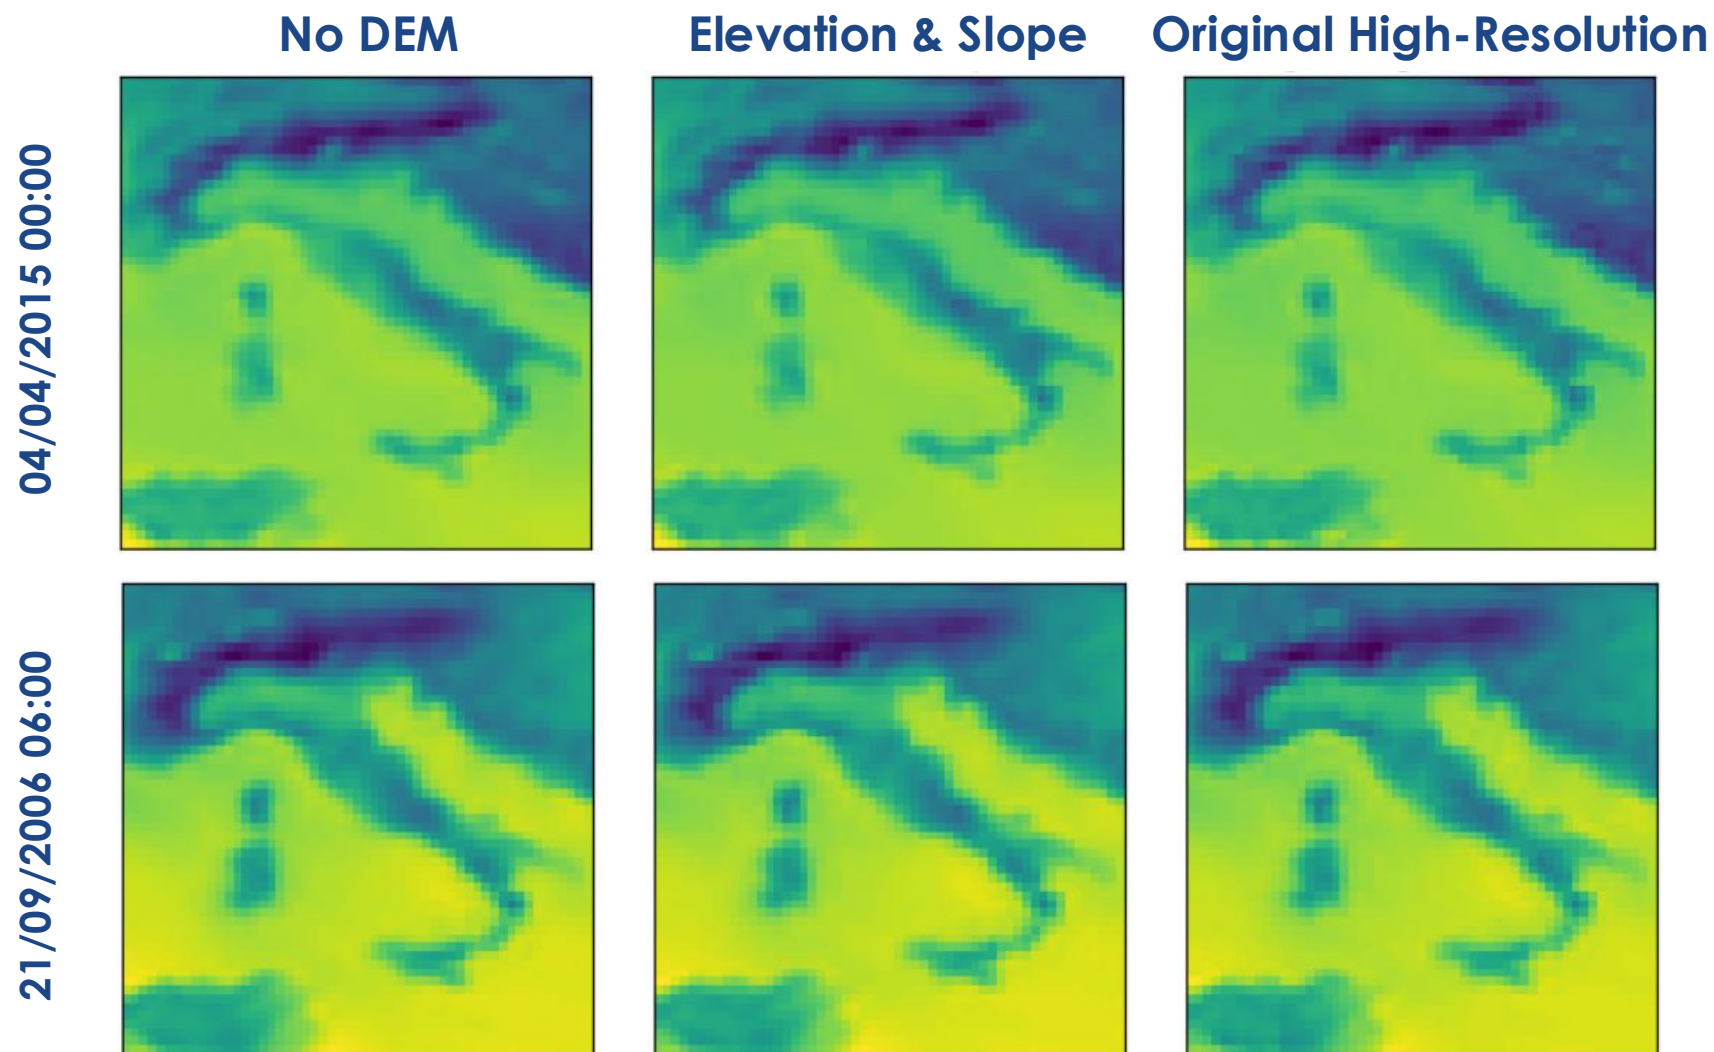 No DEM
Elevation & Slope
Original High-Resolution
04/04/2015 00:00
21/09/2006 06:00